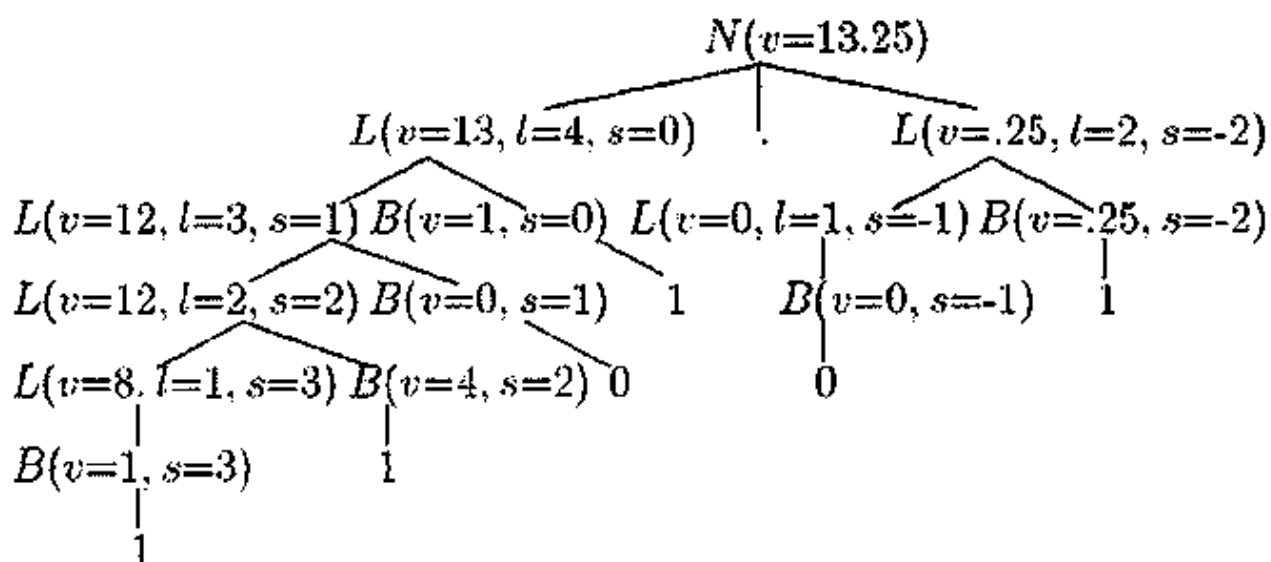 N(v=13.25)
L(v=13, l=4, s=0) . L(v=.25, l=2, s=-2)
L(v=12, l=3, s=1) B(v=1, s=0) L(v=0, l=1, s=-1) B(v=.25, s=-2)
L(v=12, l=2, s=2) B(v=0, s=1) 1 B(v=0, s=-1) 1
L(v=8, l=1, s=3) B(v=4, s=2) 0 0
B(v=1, s=3) 1
1